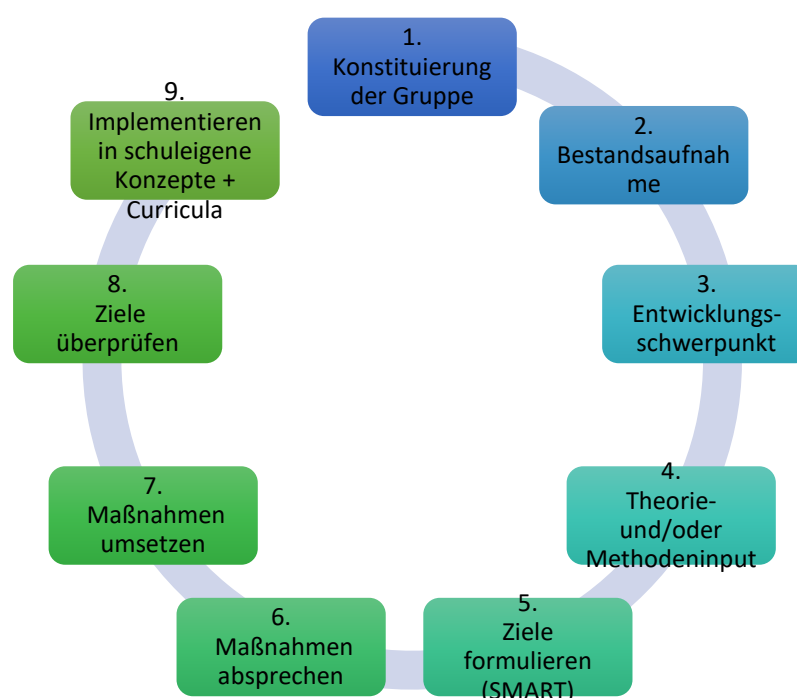 1.
Konstituierung
der Gruppe
2.
Bestandsaufnah
me
3.
Entwicklungs-
schwerpunkt
4.
Theorie-
und/oder
Methodeninput
5.
Ziele
formulieren
(SMART)
6.
Maßnahmen
absprechen
7.
Maßnahmen
umsetzen
8.
Ziele
überprüfen
9.
Implementieren
in schuleigene
Konzepte +
Curricula